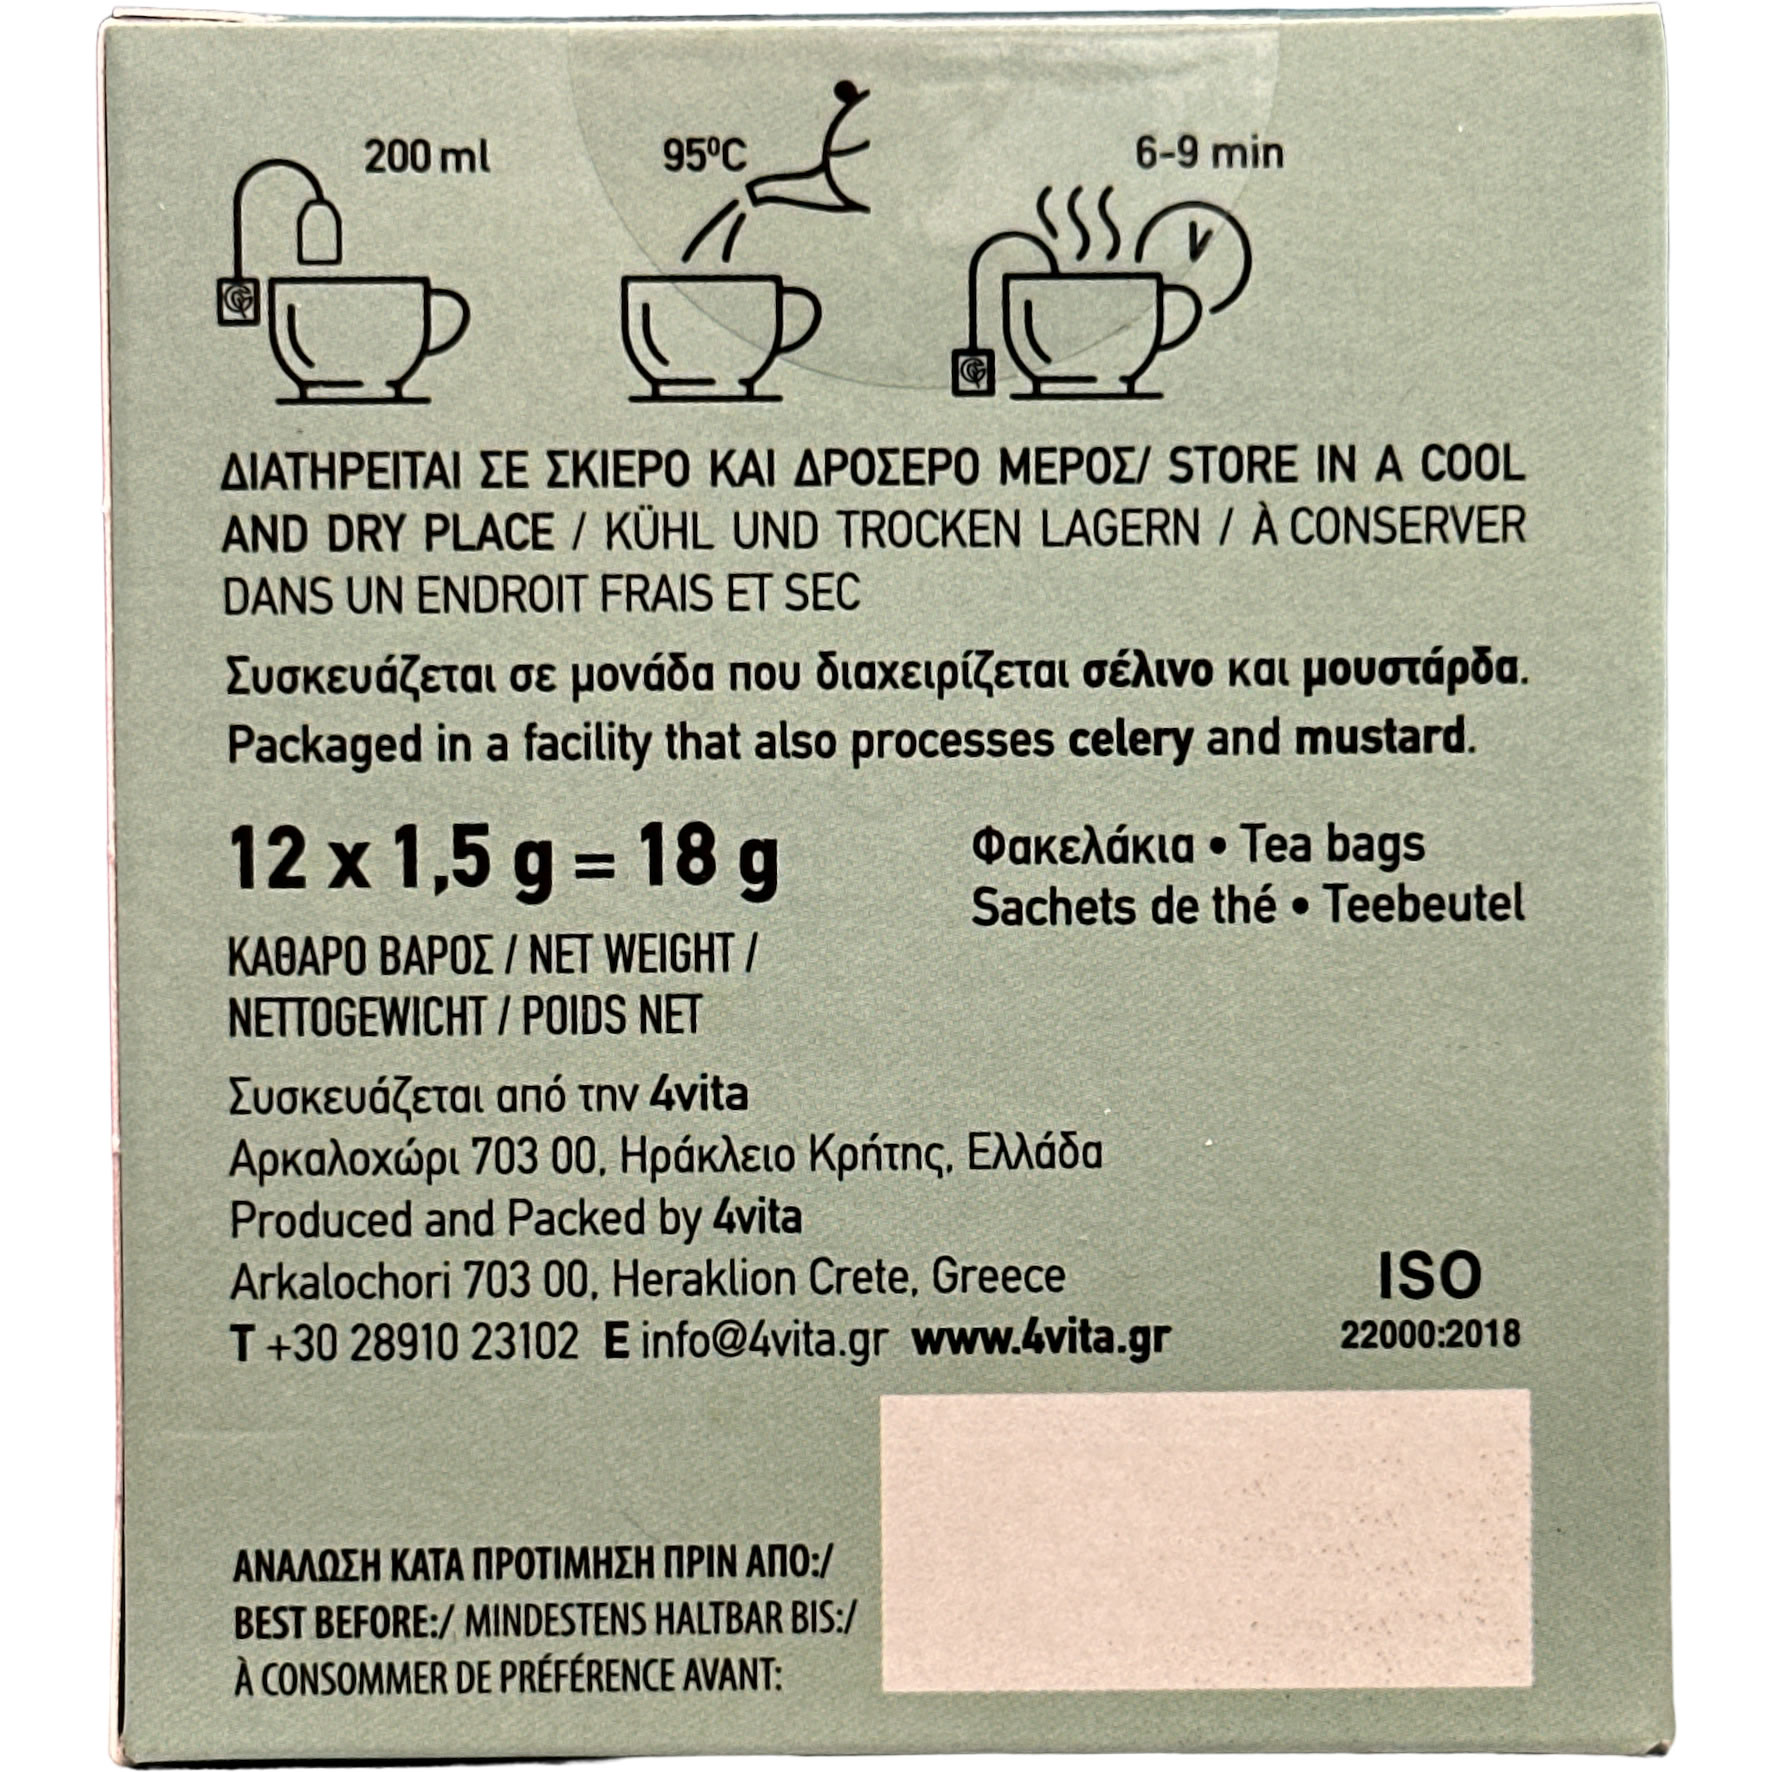 200 ml
95ºC
6-9 min
ΔΙΑΤΗΡΕΙΤΑΙ ΣΕ ΣΚΙΕΡΟ ΚΑΙ ΔΡΟΣΕΡΟ ΜΕΡΟΣ/ STORE IN A COOL
AND DRY PLACE / KÜHL UND TROCKEN LAGERN / À CONSERVER
DANS UN ENDROIT FRAIS ET SEC
Συσκευάζεται σε μονάδα που διαχειρίζεται σέλινο και μουστάρδα.
Packaged in a facility that also processes celery and mustard.
12 x 1,5 g = 18 g
Φακελάκια • Tea bags
Sachets de thé • Teebeutel
ΚΑΘΑΡΟ ΒΑΡΟΣ / NET WEIGHT /
NETTOGEWICHT / POIDS NET
Συσκευάζεται από την 4vita
Αρκαλοχώρι 703 00, Ηράκλειο Κρήτης, Ελλάδα
Produced and Packed by 4vita
Arkalochori 703 00, Heraklion Crete, Greece
T +30 28910 23102 E info@4vita.gr www.4vita.gr
ISO
22000:2018
ΑΝΑΛΩΣΗ ΚΑΤΑ ΠΡΟΤΙΜΗΣΗ ΠΡΙΝ ΑΠΟ:/
BEST BEFORE:/ MINDESTENS HALTBAR BIS:/
À CONSOMMER DE PRÉFÉRENCE AVANT: